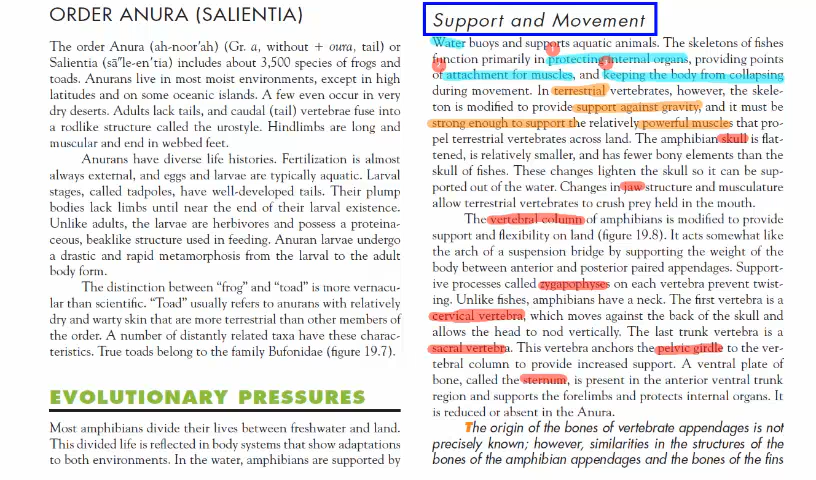 ORDER ANURA (SALIENTIA)
The order Anura (ah-noor'ah) (Gr. a, without + oura, tail) or
Salientia (sā"le-en'tia) includes about 3,500 species of frogs and
toads. Anurans live in most moist environments, except in high
latitudes and on some oceanic islands. A few even occur in very
dry deserts. Adults lack tails, and caudal (tail) vertebrae fuse into
a rodlike structure called the urostyle. Hindlimbs are long and
muscular and end in webbed feet.
Anurans have diverse life histories. Fertilization is almost
always external, and eggs and larvae are typically aquatic. Larval
stages, called tadpoles, have well-developed tails. Their plump
bodies lack limbs until near the end of their larval existence.
Unlike adults, the larvae are herbivores and possess a proteina-
ceous, beaklike structure used in feeding. Anuran larvae undergo
a drastic and rapid metamorphosis from the larval to the adult
body form.
The distinction between "frog" and "toad" is more vernacu-
lar than scientific. "Toad" usually refers to anurans with relatively
dry and warty skin that are more terrestrial than other members of
the order. A number of distantly related taxa have these charac-
teristics. True toads belong to the family Bufonidae (figure 19.7).
EVOLUTIONARY PRESSURES
Most amphibians divide their lives between freshwater and land.
This divided life is reflected in body systems that show adaptations
to both environments. In the water, amphibians are supported by
Support and Movement
Water buoys and supports aquatic animals. The skeletons of fishes
function primarily in protecting internal organs, providing points
of attachment for muscles, and keeping the body from collapsing
during movement. In terrestrial vertebrates, however, the skele-
ton is modified to provide support against gravity, and it must be
strong enough to support the relatively powerful muscles that pro-
pel terrestrial vertebrates across land. The amphibian skull is flat-
tened, is relatively smaller, and has fewer bony elements than the
skull of fishes. These changes lighten the skull so it can be sup-
ported out of the water. Changes in jaw structure and musculature
allow terrestrial vertebrates to crush prey held in the mouth.
The vertebral column of amphibians is modified to provide
support and flexibility on land (figure 19.8). It acts somewhat like
the arch of a suspension bridge by supporting the weight of the
body between anterior and posterior paired appendages. Support-
ive processes called zygapophyses on each vertebra prevent twist-
ing. Unlike fishes, amphibians have a neck. The first vertebra is a
cervical vertebra, which moves against the back of the skull and
allows the head to nod vertically. The last trunk vertebra is a
sacral vertebra. This vertebra anchors the pelvic girdle to the ver-
tebral column to provide increased support. A ventral plate of
bone, called the sternum, is present in the anterior ventral trunk
region and supports the forelimbs and protects internal organs. It
is reduced or absent in the Anura.
The origin of the bones of vertebrate appendages is not
precisely known; however, similarities in the structures of the
bones of the amphibian appendages and the bones of the fins